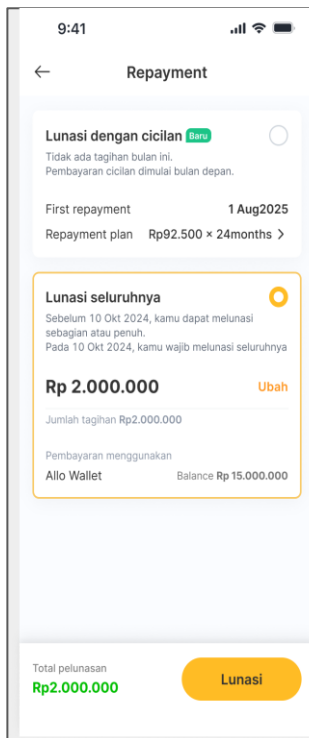 9:41
Repayment
Lunasi dengan cicilan Baru
Tidak ada tagihan bulan ini.
Pembayaran cicilan dimulai bulan depan.
First repayment 1 Aug2025
Repayment plan Rp92.500 × 24months
Lunasi seluruhnya
Sebelum 10 Okt 2024, kamu dapat melunasi
sebagian atau penuh.
Pada 10 Okt 2024, kamu wajib melunasi seluruhnya
Rp 2.000.000 Ubah
Jumlah tagihan Rp2.000.000
Pembayaran menggunakan
Allo Wallet Balance Rp 15.000.000
Total pelunasan
Rp2.000.000
Lunasi